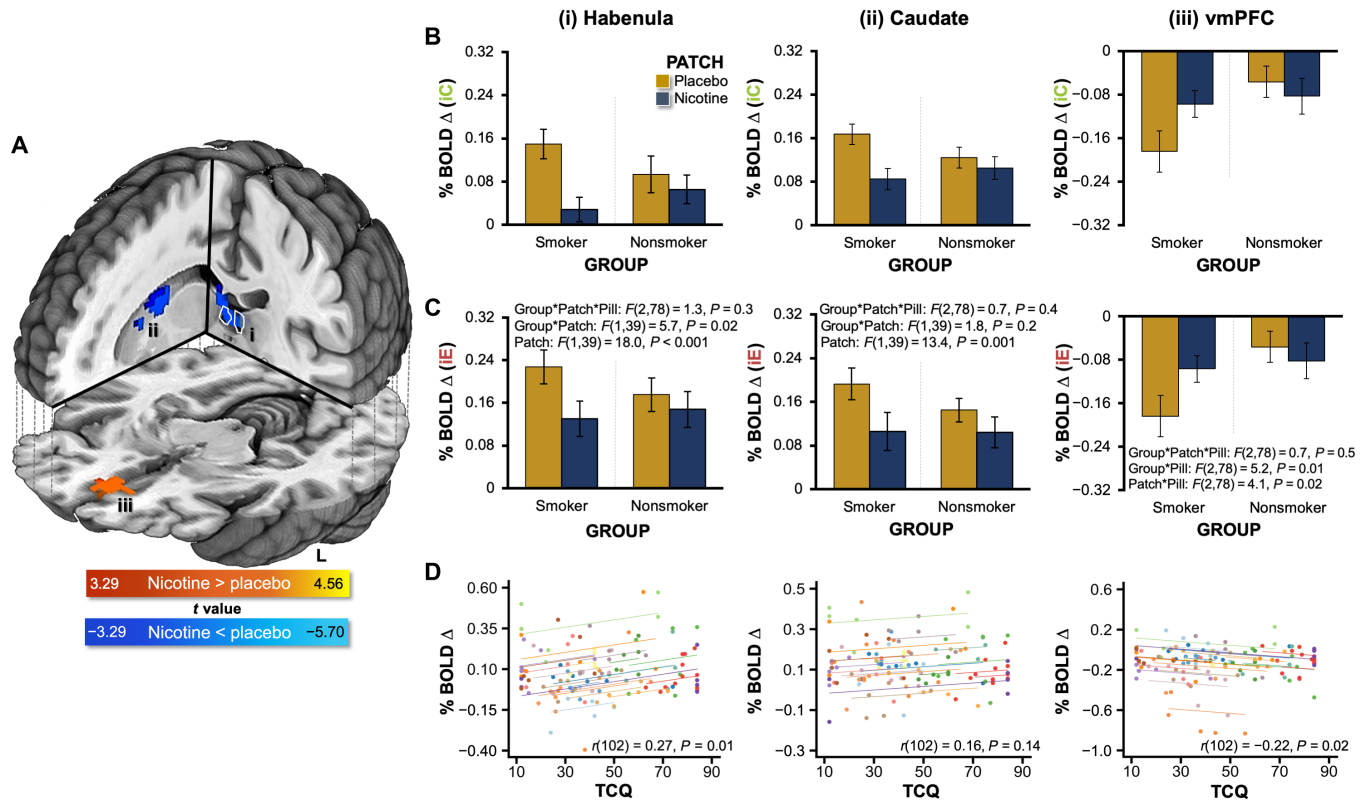 (i) Habenula
(ii) Caudate
(iii) vmPFC
A
B
% BOLD Δ (iC)
0.32
0.24
0.16
0.08
0
PATCH
Placebo
Nicotine
Smoker
Nonsmoker
GROUP
% BOLD Δ (iC)
0.32
0.24
0.16
0.08
0
Smoker
Nonsmoker
GROUP
% BOLD Δ (iC)
0
−0.08
−0.16
−0.24
−0.32
Smoker
Nonsmoker
GROUP
i
ii
iii
L
3.29 Nicotine > placebo 4.56
t value
−3.29 Nicotine < placebo −5.70
C
% BOLD Δ (iE)
0.32
0.24
0.16
0.08
0
Group*Patch*Pill: F(2,78) = 1.3, P = 0.3
Group*Patch: F(1,39) = 5.7, P = 0.02
Patch: F(1,39) = 18.0, P < 0.001
Smoker
Nonsmoker
GROUP
% BOLD Δ (iE)
0.32
0.24
0.16
0.08
0
Group*Patch*Pill: F(2,78) = 0.7, P = 0.4
Group*Patch: F(1,39) = 1.8, P = 0.2
Patch: F(1,39) = 13.4, P = 0.001
Smoker
Nonsmoker
GROUP
% BOLD Δ (iE)
0
−0.08
−0.16
−0.24
−0.32
Group*Patch*Pill: F(2,78) = 0.7, P = 0.5
Group*Pill: F(2,78) = 5.2, P = 0.01
Patch*Pill: F(2,78) = 4.1, P = 0.02
Smoker
Nonsmoker
GROUP
D
% BOLD Δ
0.60
0.35
0.10
−0.15
−0.40
r(102) = 0.27, P = 0.01
10 30 50 70 90
TCQ
% BOLD Δ
0.5
0.3
0.1
−0.1
−0.3
r(102) = 0.16, P = 0.14
10 30 50 70 90
TCQ
% BOLD Δ
0.6
0.2
−0.2
−0.6
−1.0
r(102) = −0.22, P = 0.02
10 30 50 70 90
TCQ